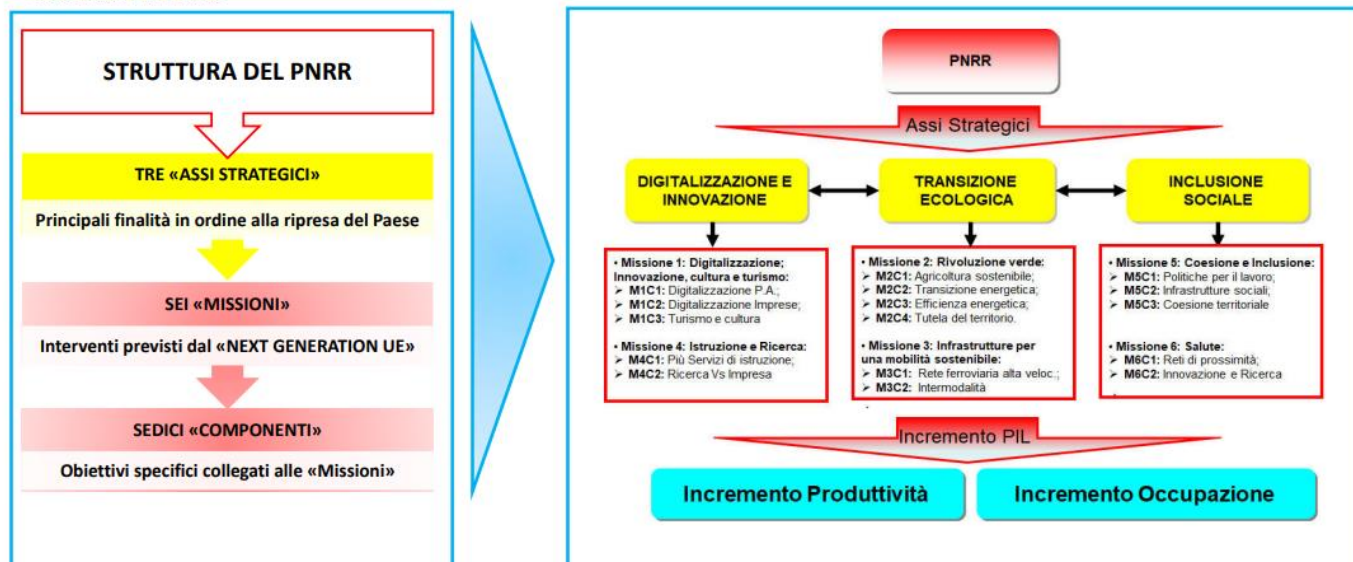 STRUTTURA DEL PNRR
TRE «ASSI STRATEGICI»
Principali finalità in ordine alla ripresa del Paese
SEI «MISSIONI»
Interventi previsti dal «NEXT GENERATION UE»
SEDICI «COMPONENTI»
Obiettivi specifici collegati alle «Missioni»
PNRR
Assi Strategici
DIGITALIZZAZIONE E
INNOVAZIONE
• Missione 1: Digitalizzazione;
Innovazione, cultura e turismo:
➤ M1C1: Digitalizzazione P.A.;
➤ M1C2: Digitalizzazione Imprese;
➤ M1C3: Turismo e cultura
Missione 4: Istruzione e Ricerca:
➤ M4C1: Più Servizi di istruzione;
➤ M4C2: Ricerca Vs Impresa
TRANSIZIONE
ECOLOGICA
• Missione 2: Rivoluzione verde:
➤ M2C1: Agricoltura sostenibile;
➤ M2C2: Transizione energetica;
➤ M2C3: Efficienza energetica;
➤ M2C4: Tutela del territorio.
• Missione 3: Infrastrutture per
una mobilità sostenibile:
➤ M3C1: Rete ferroviaria alta veloc.;
➤ M3C2: Intermodalità
.
INCLUSIONE
SOCIALE
• Missione 5: Coesione e Inclusione:
➤ M5C1: Politiche per il lavoro;
➤ M5C2: Infrastrutture sociali;
➤ M5C3: Coesione territoriale
• Missione 6: Salute:
➤ M6C1: Reti di prossimità;
➤ M6C2: Innovazione e Ricerca
.
Incremento PIL
Incremento Produttività
Incremento Occupazione